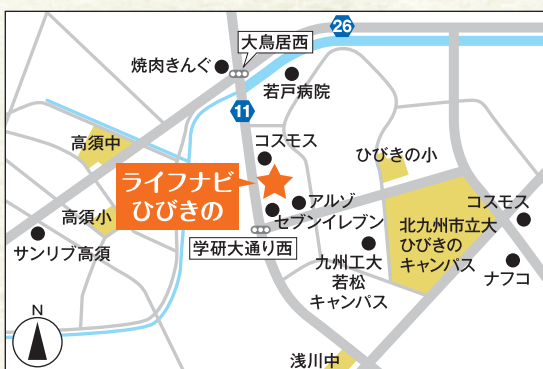 26
大鳥居西
焼肉きんぐ
若戸病院
11
コスモス
高須中
ひびきの小
ライフナビ
ひびきの
アルゾ
セブンイレブン
コスモス
高須小
北九州市立大
ひびきの
キャンパス
サンリブ高須
学研大通り西
九州工大
若松
キャンパス
ナフコ
N
浅川中